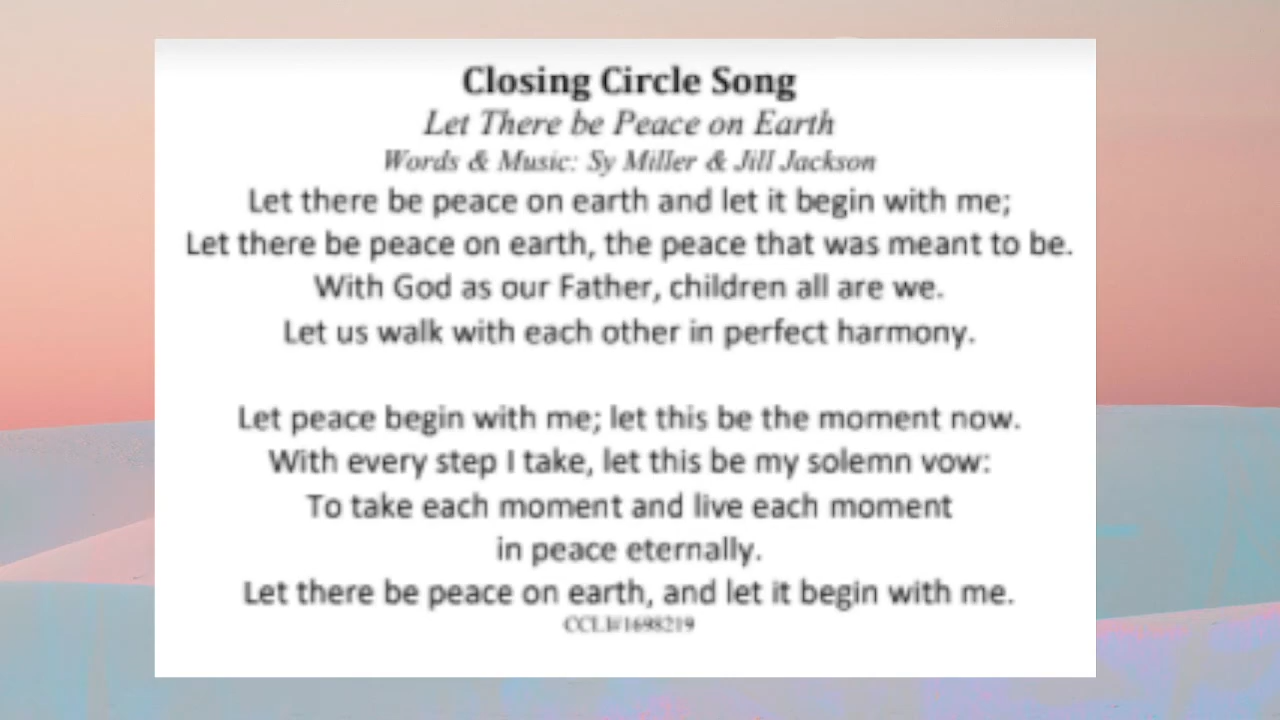 Closing Circle Song
Let There be Peace on Earth
Words & Music: Sy Miller & Jill Jackson
Let there be peace on earth and let it begin with me;
Let there be peace on earth, the peace that was meant to be.
With God as our Father, children all are we.
Let us walk with each other in perfect harmony.
Let peace begin with me; let this be the moment now.
With every step I take, let this be my solemn vow:
To take each moment and live each moment
in peace eternally.
Let there be peace on earth, and let it begin with me.
CCLI#1698219